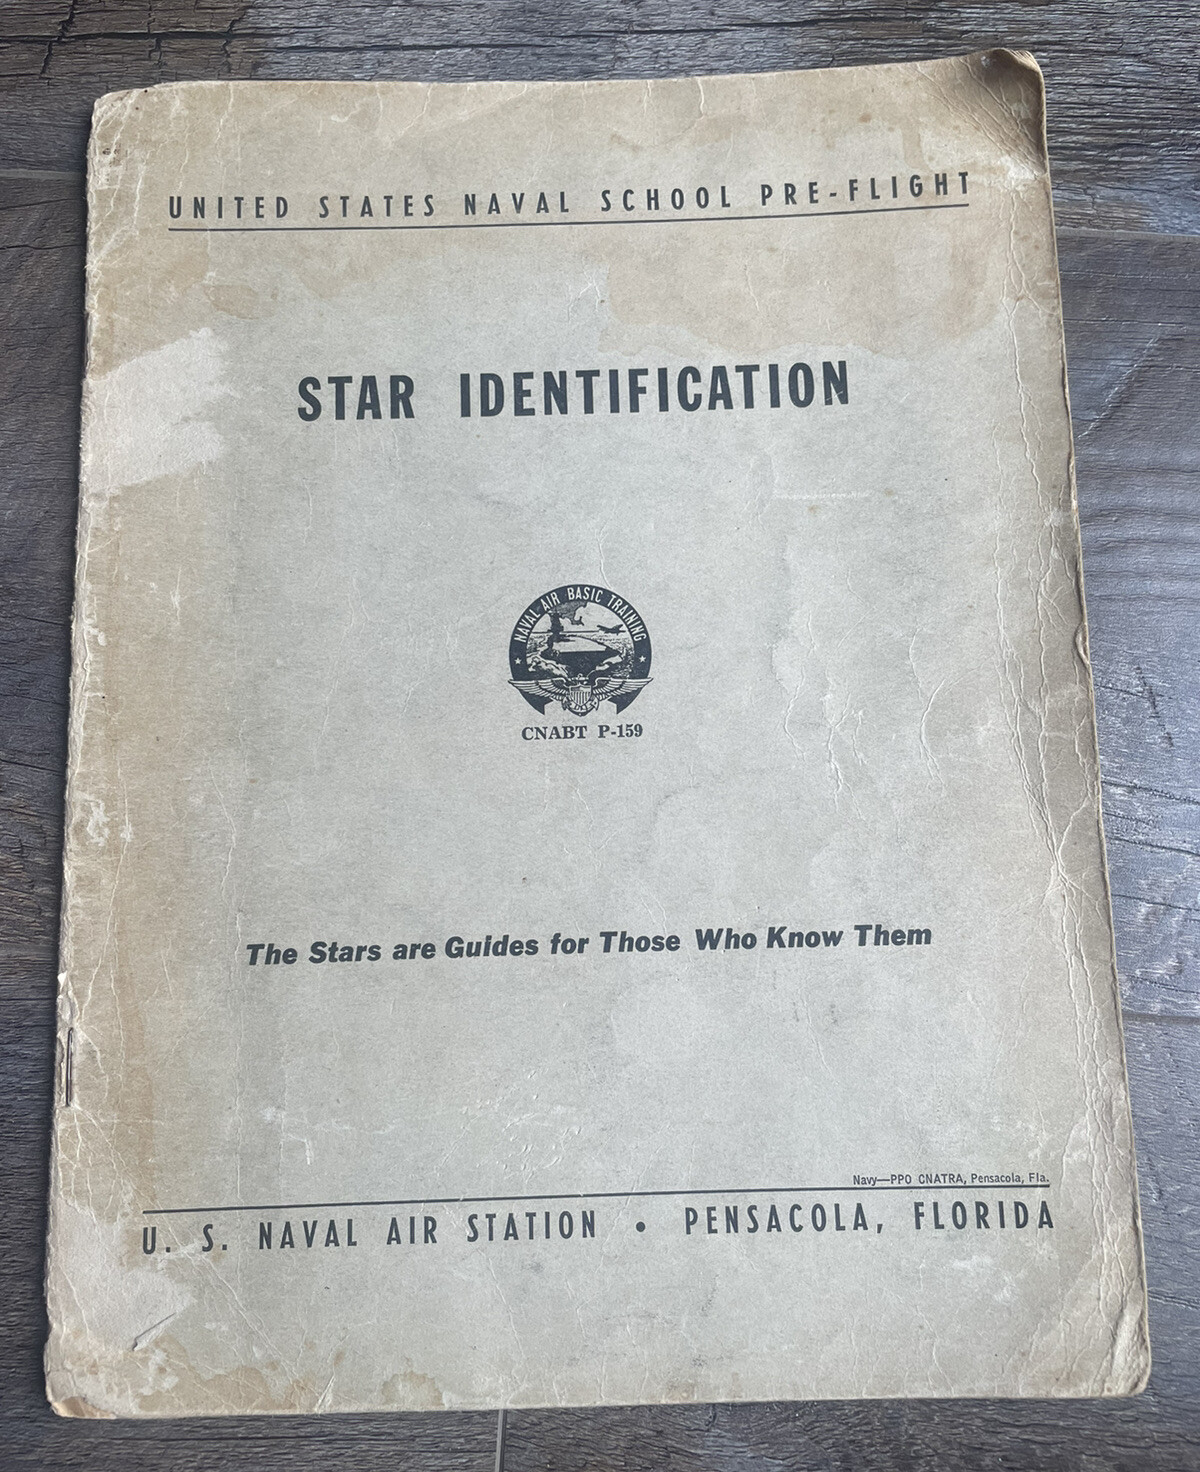 UNITED STATES NAVAL SCHOOL PRE-FLIGHT
STAR IDENTIFICATION
NAVAL AIR BASIC TRAINING
CNABT P-159
The Stars are Guides for Those Who Know Them
Navy—PPO CNATRA, Pensacola, Fla.
U. S. NAVAL AIR STATION • PENSACOLA, FLORIDA